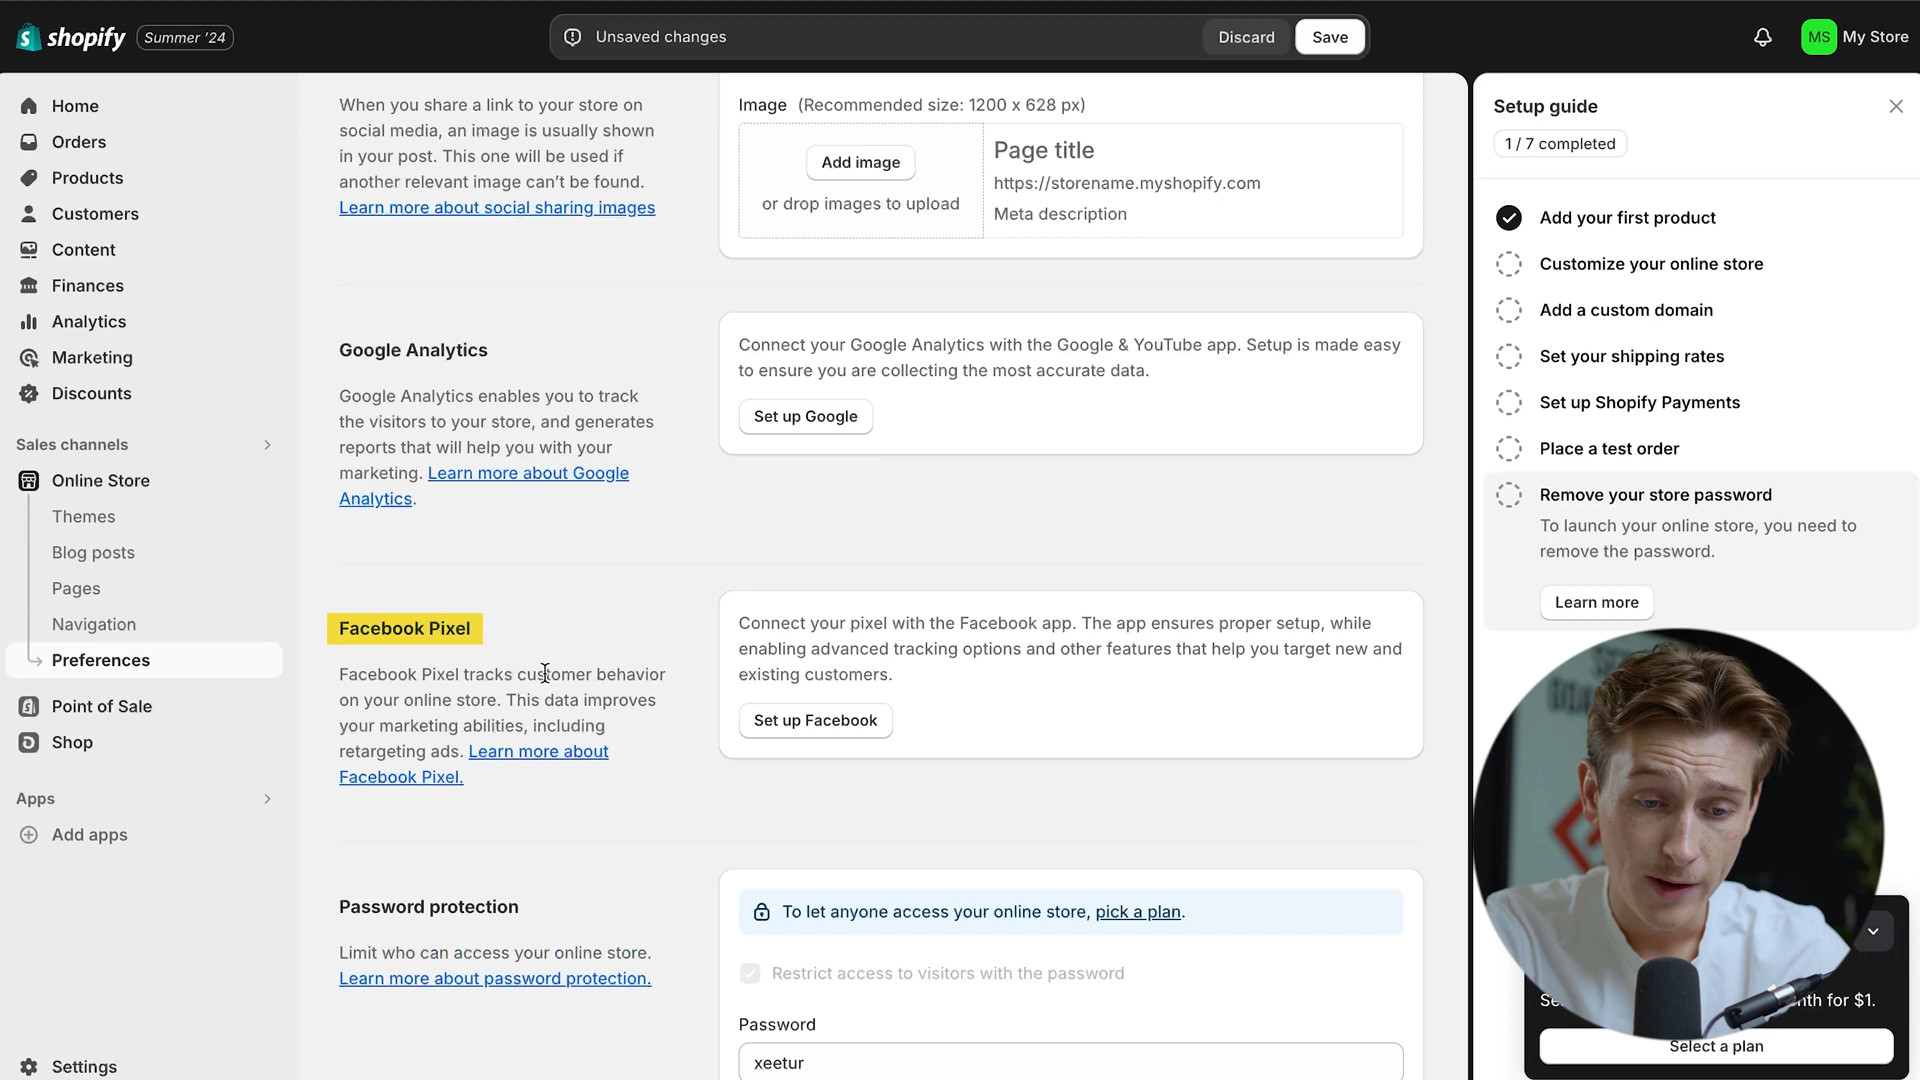 shopify
Summer '24
Unsaved changes
Discard
Save
MS
My Store
Home
Orders
Products
Customers
Content
Finances
Analytics
Marketing
Discounts
Sales channels
Online Store
Themes
Blog posts
Pages
Navigation
Preferences
Point of Sale
Shop
Apps
Add apps
Settings
When you share a link to your store on
social media, an image is usually shown
in your post. This one will be used if
another relevant image can't be found.
Learn more about social sharing images
Image (Recommended size: 1200 x 628 px)
Add image
or drop images to upload
Page title
https://storename.myshopify.com
Meta description
Google Analytics
Google Analytics enables you to track
the visitors to your store, and generates
reports that will help you with your
marketing. Learn more about Google
Analytics.
Connect your Google Analytics with the Google & YouTube app. Setup is made easy
to ensure you are collecting the most accurate data.
Set up Google
Facebook Pixel
Facebook Pixel tracks customer behavior
on your online store. This data improves
your marketing abilities, including
retargeting ads. Learn more about
Facebook Pixel.
Connect your pixel with the Facebook app. The app ensures proper setup, while
enabling advanced tracking options and other features that help you target new and
existing customers.
Set up Facebook
Password protection
Limit who can access your online store.
Learn more about password protection.
To let anyone access your online store, pick a plan.
Restrict access to visitors with the password
Password
xeetur
Setup guide
1 / 7 completed
Add your first product
Customize your online store
Add a custom domain
Set your shipping rates
Set up Shopify Payments
Place a test order
Remove your store password
To launch your online store, you need to
remove the password.
Learn more
for $1.
Select a plan